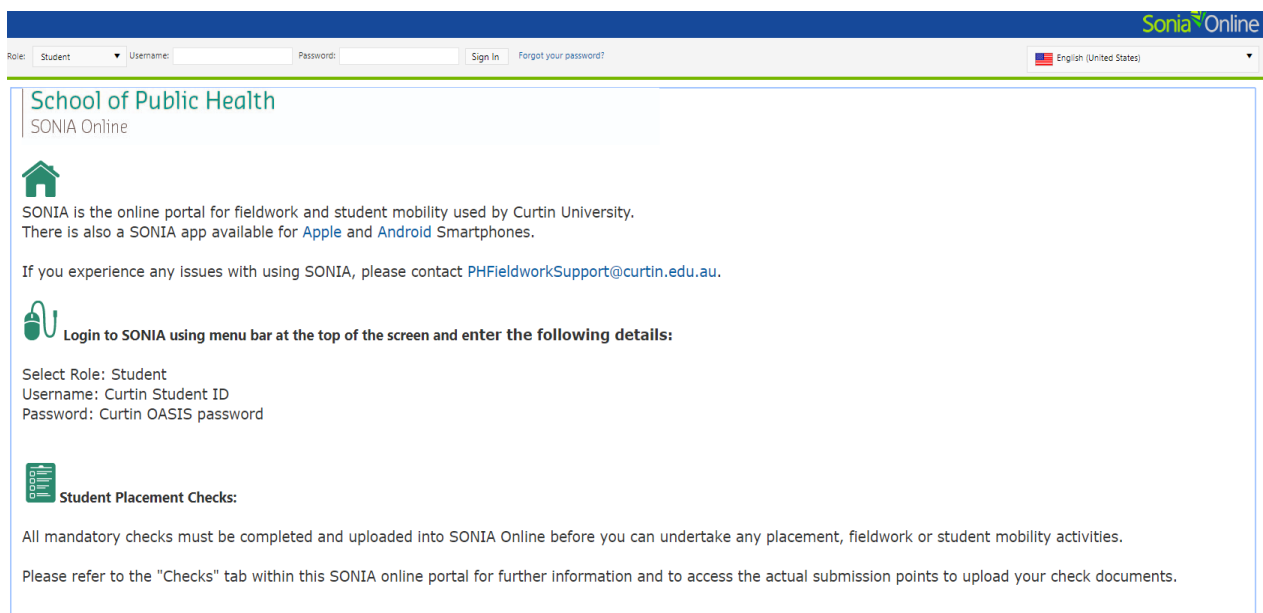 Sonia Online
Role: Student Username: Password: Sign In Forgot your password? English (United States)
School of Public Health
SONIA Online
SONIA is the online portal for fieldwork and student mobility used by Curtin University.
There is also a SONIA app available for Apple and Android Smartphones.
If you experience any issues with using SONIA, please contact PHFieldworkSupport@curtin.edu.au.
Login to SONIA using menu bar at the top of the screen and enter the following details:
Select Role: Student
Username: Curtin Student ID
Password: Curtin OASIS password
Student Placement Checks:
All mandatory checks must be completed and uploaded into SONIA Online before you can undertake any placement, fieldwork or student mobility activities.
Please refer to the "Checks" tab within this SONIA online portal for further information and to access the actual submission points to upload your check documents.